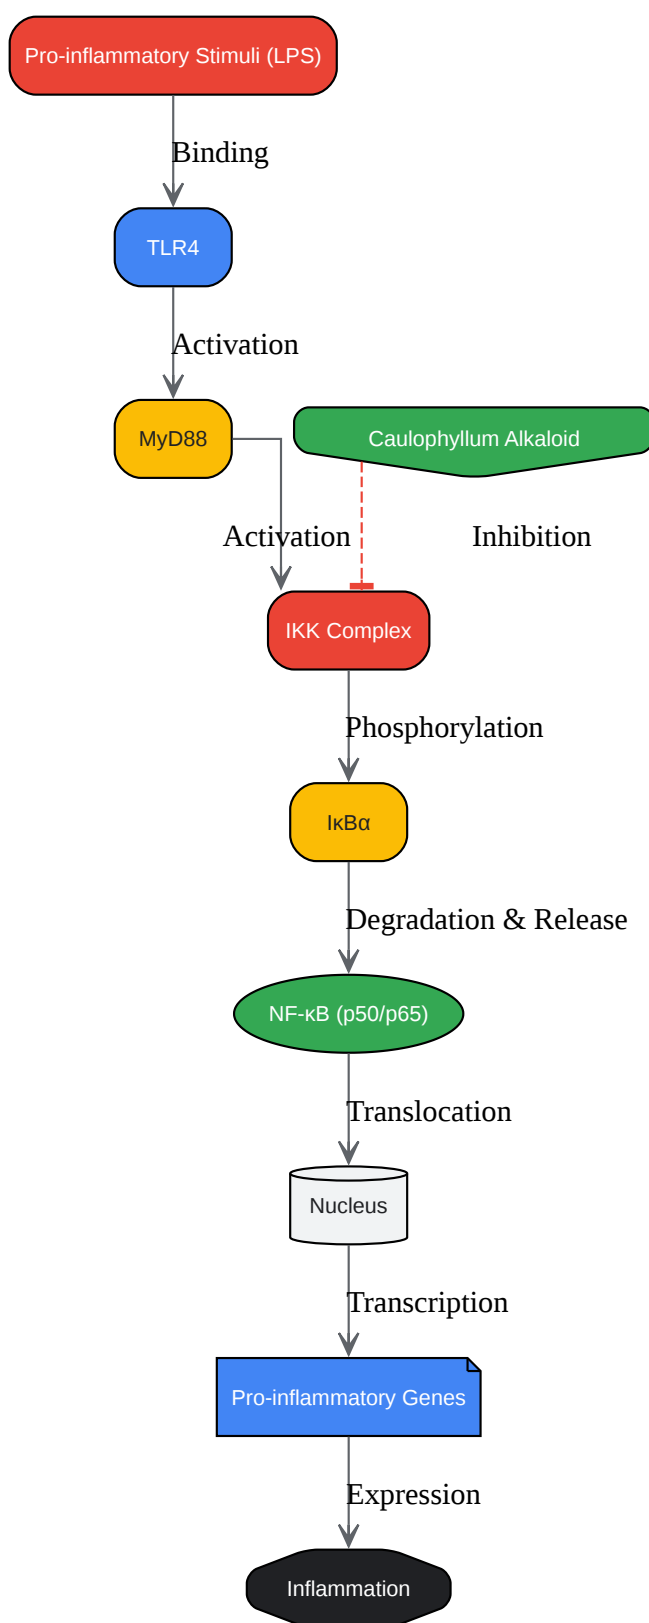 Pro-inflammatory Stimuli (LPS)
Binding
TLR4
Activation
MyD88
Caulophyllum Alkaloid
Activation
Inhibition
IKK Complex
Phosphorylation
IκBα
Degradation & Release
NF-κB (p50/p65)
Translocation
Nucleus
Transcription
Pro-inflammatory Genes
Expression
Inflammation